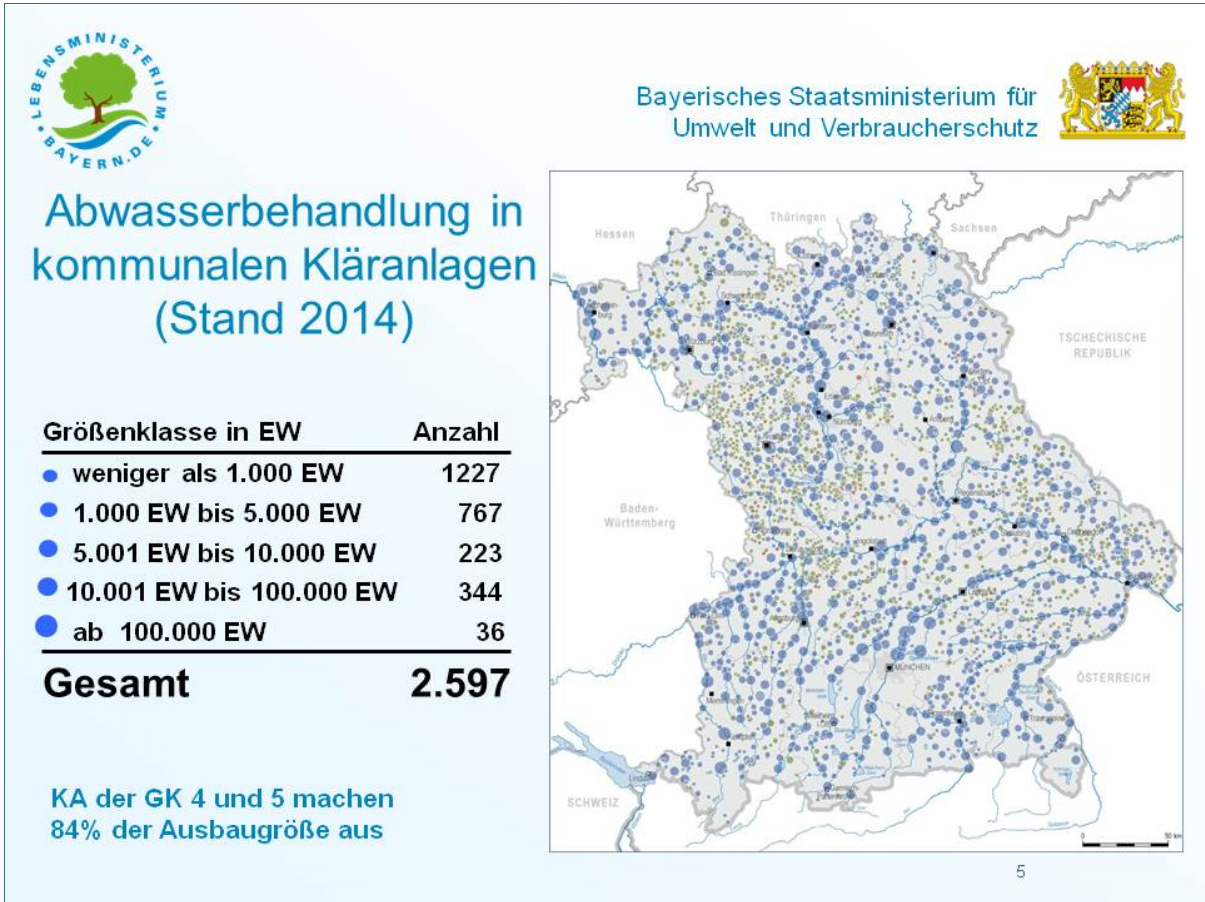 LEBENSMINISTERIUM
BAYERN.DE
Bayerisches Staatsministerium für
Umwelt und Verbraucherschutz
Abwasserbehandlung in
kommunalen Kläranlagen
(Stand 2014)
Größenklasse in EW Anzahl
weniger als 1.000 EW 1227
1.000 EW bis 5.000 EW 767
5.001 EW bis 10.000 EW 223
10.001 EW bis 100.000 EW 344
ab 100.000 EW 36
Gesamt 2.597
KA der GK 4 und 5 machen
84% der Ausbaugröße aus
Hessen
Thüringen
Sachsen
TSCHECHISCHE
REPUBLIK
Baden-
Württemberg
MÜNCHEN
ÖSTERREICH
SCHWEIZ
0 50 km
5